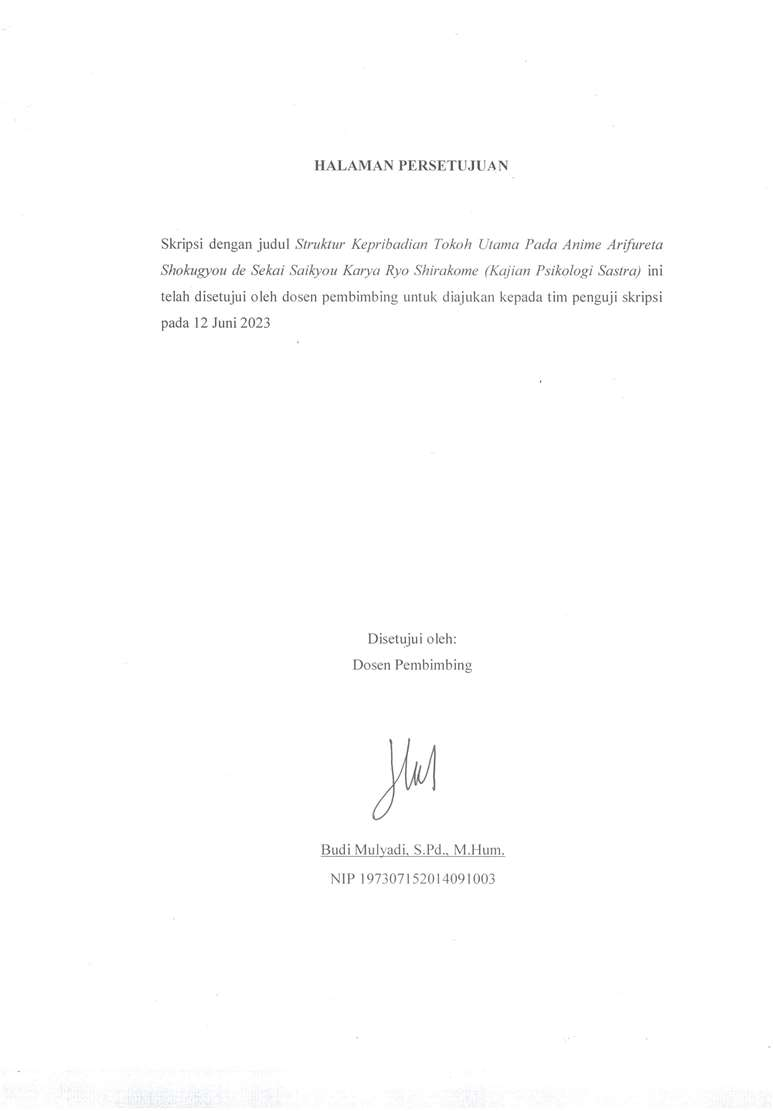 HALAMAN PERSETUJUAN
Skripsi dengan judul Struktur Kepribadian Tokoh Utama Pada Anime Arifureta
Shokugyou de Sekai Saikyou Karya Ryo Shirakome (Kajian Psikologi Sastra) ini
telah disetujui oleh dosen pembimbing untuk diajukan kepada tim penguji skripsi
pada 12 Juni 2023
Disetujui oleh:
Dosen Pembimbing
Budi Mulyadi, S.Pd., M.Hum.
NIP 197307152014091003